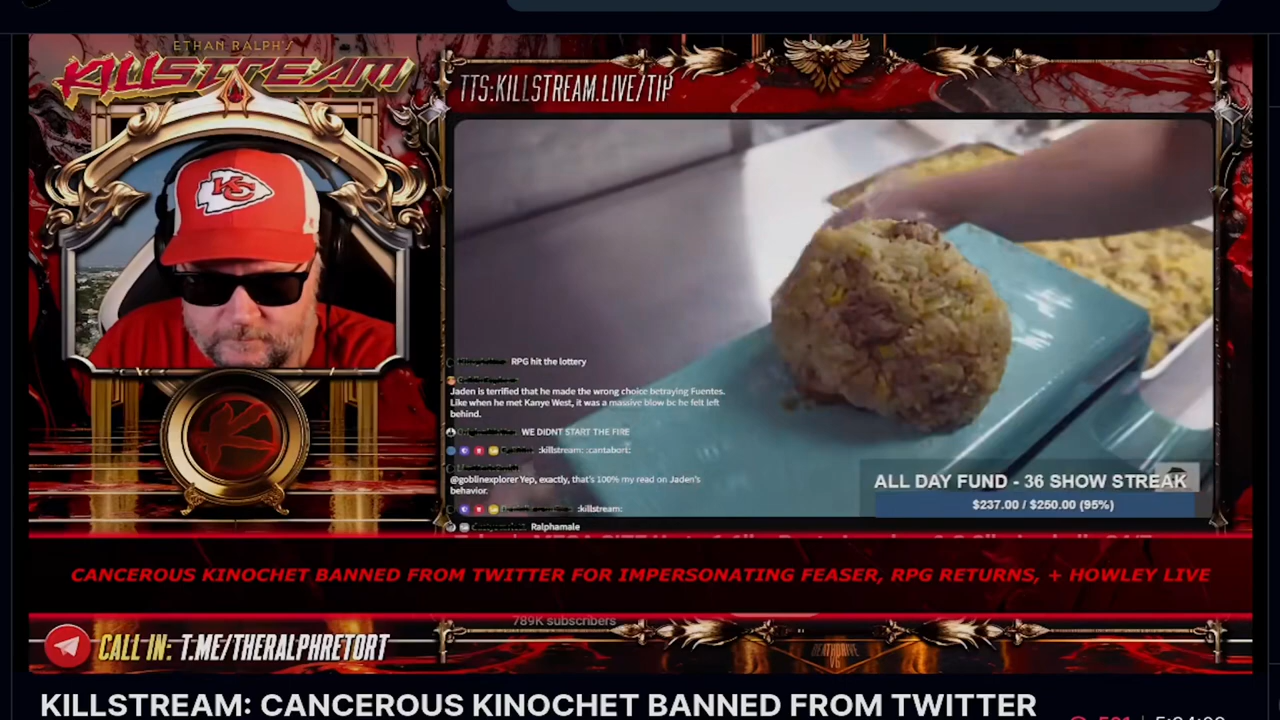 ETHAN RALPH'S
KILLSTREAM
TTS:KILLSTREAM.LIVE/TIP
KC
RPG hit the lottery
Jaden is terrified that he made the wrong choice betraying Fuentes.
Like when he met Kanye West, it was a massive blow bc he felt left
behind.
WE DIDNT START THE FIRE
:killstream: :cantabort:
@goblinexplorer Yep, exactly, that's 100% my read on Jaden's
behavior.
:killstream:
Ralphamale
ALL DAY FUND - 36 SHOW STREAK
$237.00 / $250.00 (95%)
CANCEROUS KINOCHET BANNED FROM TWITTER FOR IMPERSONATING FEASER, RPG RETURNS, + HOWLEY LIVE
789K subscribers
CALL IN: T.ME/THERALPHRETORT
DEATHDRIVE
VG
KILLSTREAM: CANCEROUS KINOCHET BANNED FROM TWITTER